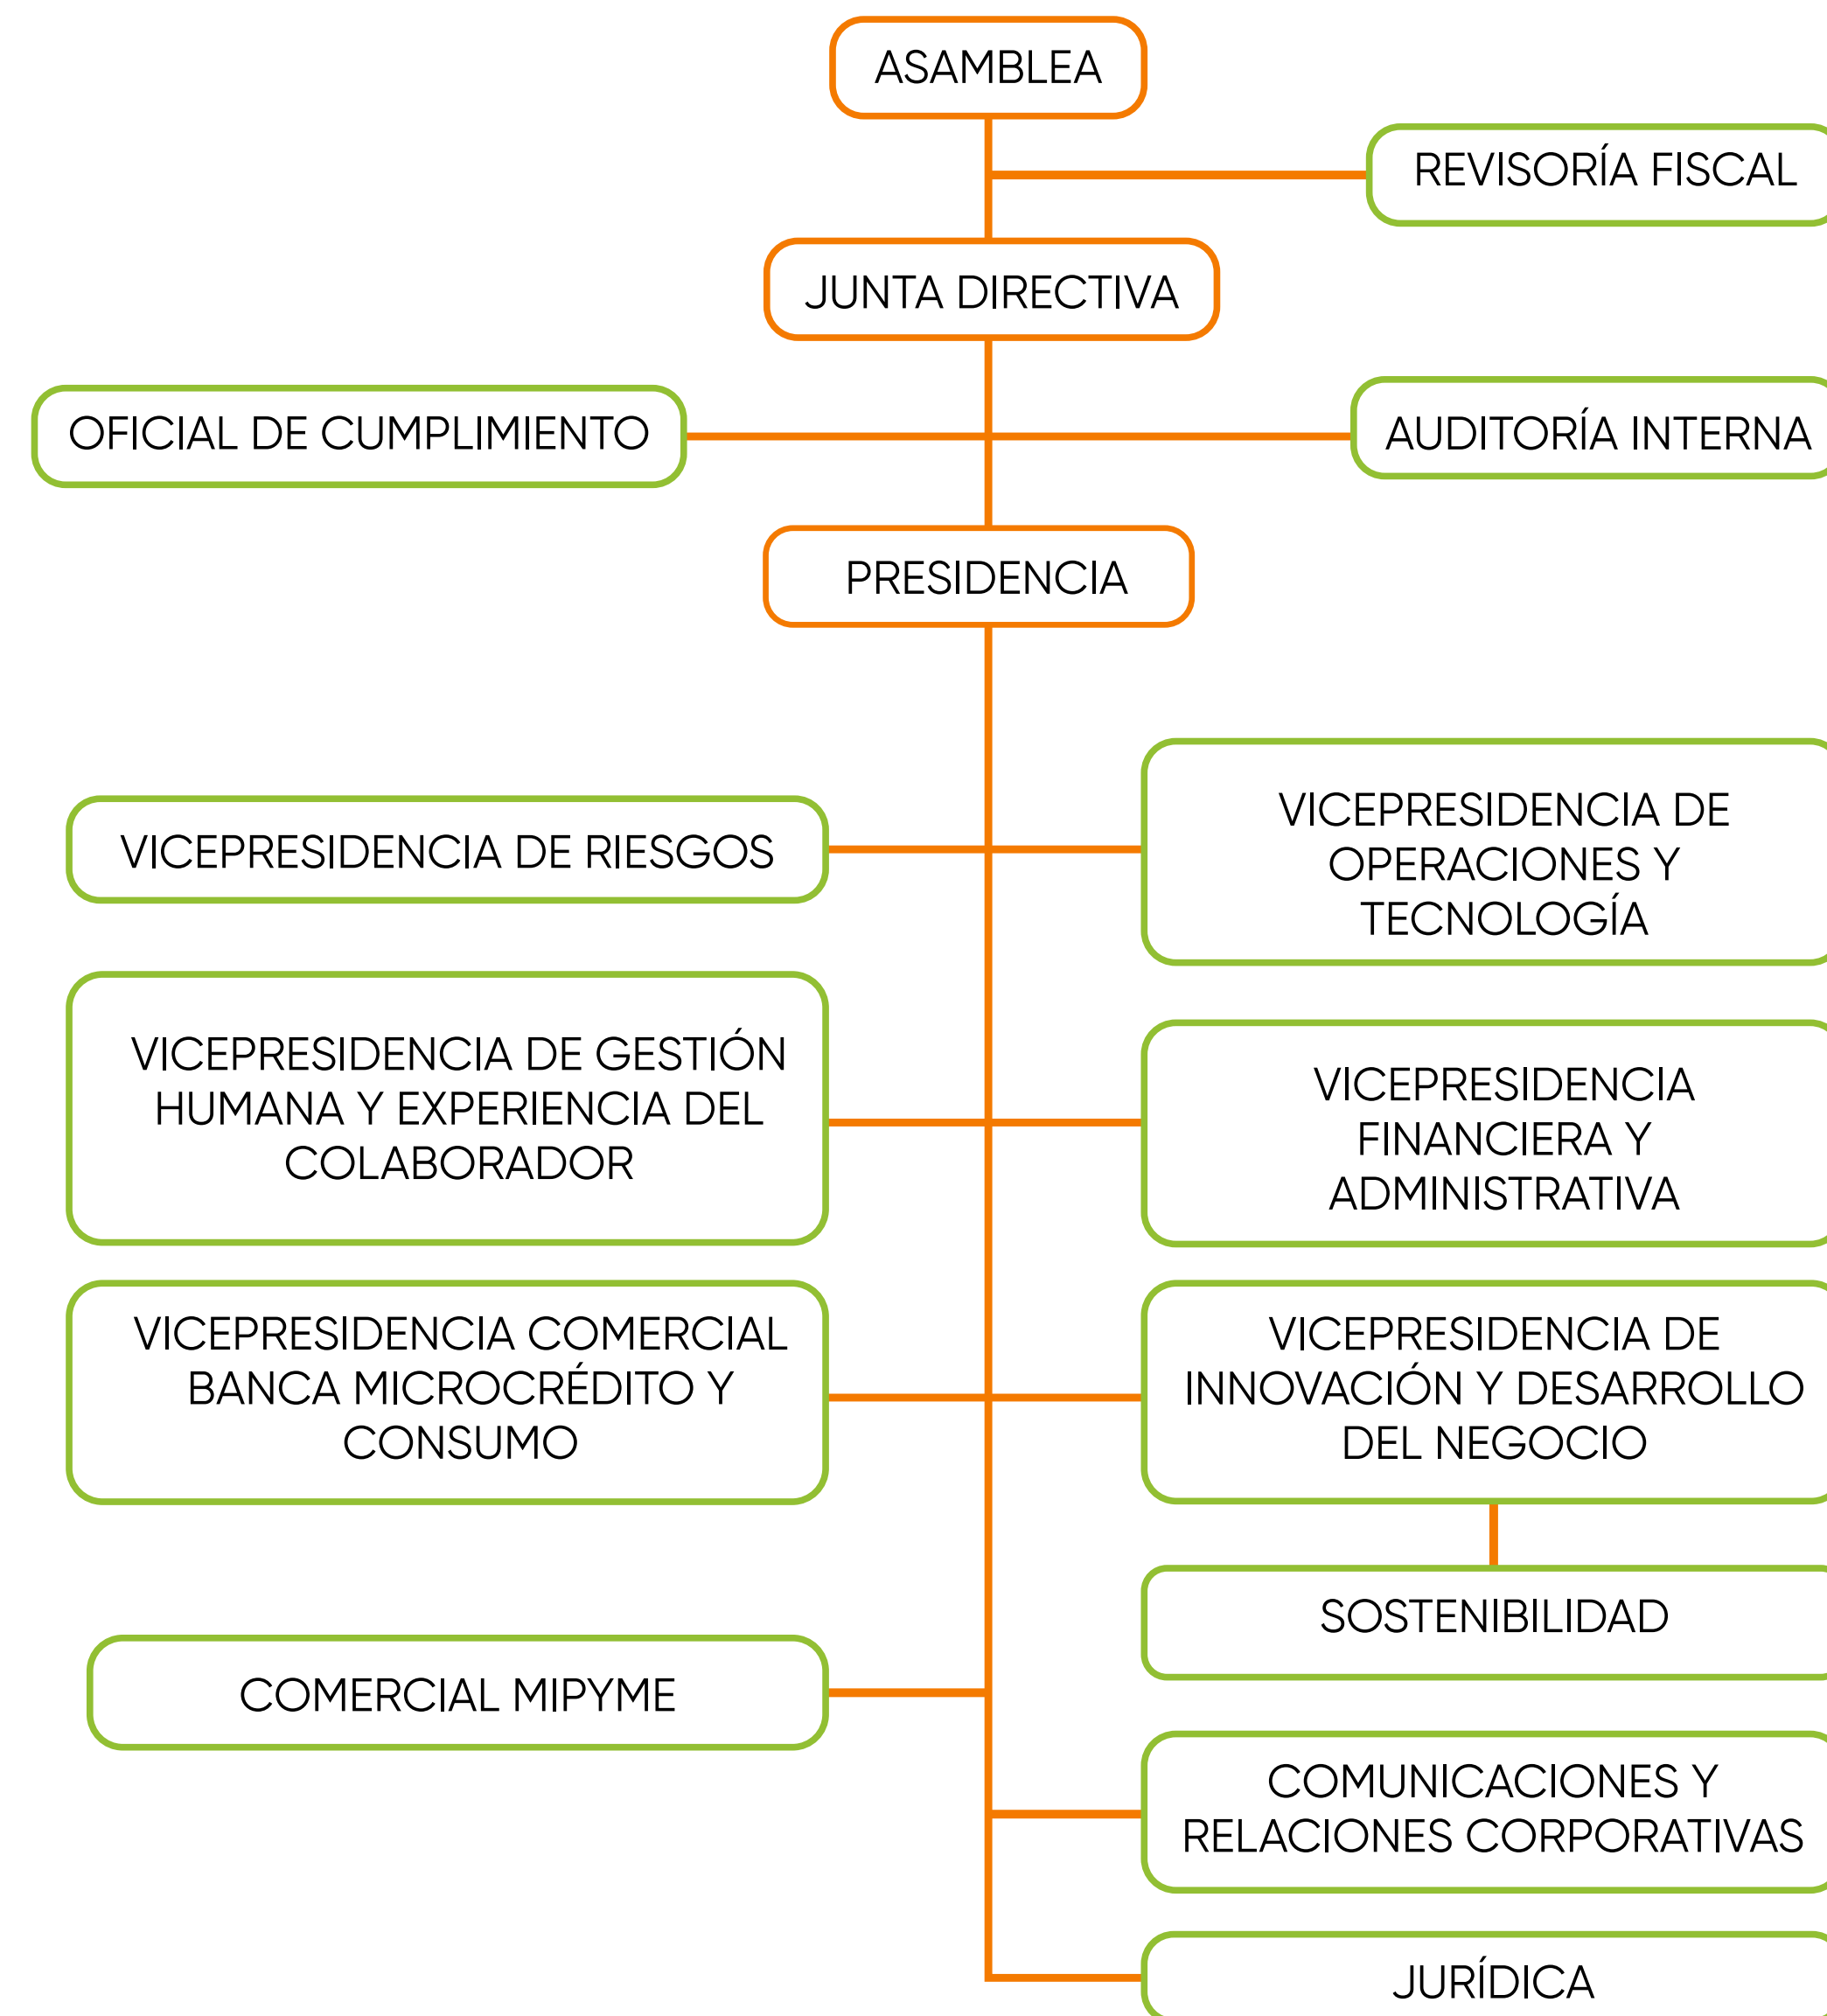 ASAMBLEA
REVISORÍA FISCAL
JUNTA DIRECTIVA
OFICIAL DE CUMPLIMIENTO
AUDITORÍA INTERNA
PRESIDENCIA
VICEPRESIDENCIA DE RIESGOS
VICEPRESIDENCIA DE
OPERACIONES Y
TECNOLOGÍA
VICEPRESIDENCIA DE GESTIÓN
HUMANA Y EXPERIENCIA DEL
COLABORADOR
VICEPRESIDENCIA
FINANCIERA Y
ADMINISTRATIVA
VICEPRESIDENCIA COMERCIAL
BANCA MICROCRÉDITO Y
CONSUMO
VICEPRESIDENCIA DE
INNOVACIÓN Y DESARROLLO
DEL NEGOCIO
SOSTENIBILIDAD
COMERCIAL MIPYME
COMUNICACIONES Y
RELACIONES CORPORATIVAS
JURÍDICA